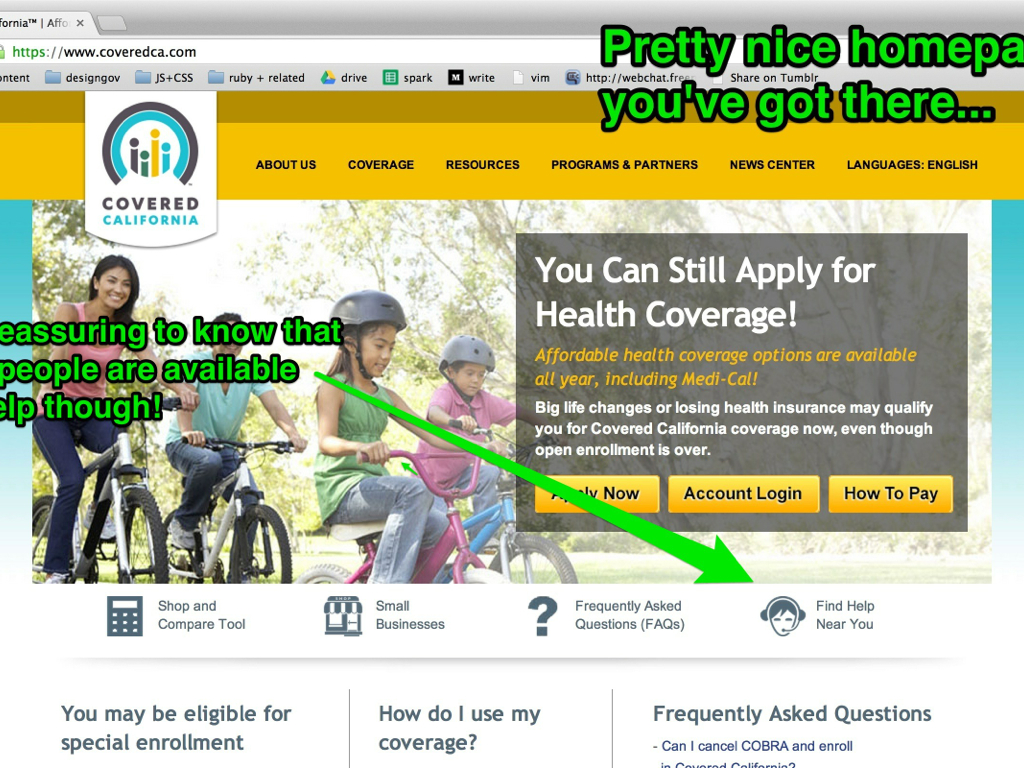 fornia™ | Affo
https://www.coveredca.com
ontent designgov JS+CSS ruby + related drive spark write vim http://webchat.free Share on Tumblr
Pretty nice homepa
you've got there...
COVERED
CALIFORNIA
ABOUT US COVERAGE RESOURCES PROGRAMS & PARTNERS NEWS CENTER LANGUAGES: ENGLISH
You Can Still Apply for
Health Coverage!
Affordable health coverage options are available
all year, including Medi-Cal!
Big life changes or losing health insurance may qualify
you for Covered California coverage now, even though
open enrollment is over.
Apply Now Account Login How To Pay
eassuring to know that
people are available
elp though!
Shop and
Compare Tool
SHOP
Small
Businesses
Frequently Asked
Questions (FAQs)
Find Help
Near You
You may be eligible for
special enrollment
How do I use my
coverage?
Frequently Asked Questions
- Can I cancel COBRA and enroll
in Covered California?